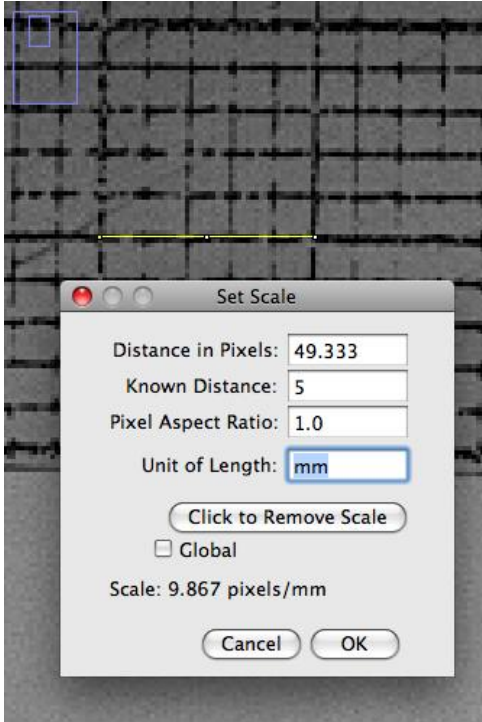 Set Scale
Distance in Pixels: 49.333
Known Distance: 5
Pixel Aspect Ratio: 1.0
Unit of Length: mm
Click to Remove Scale
Global
Scale: 9.867 pixels/mm
Cancel OK